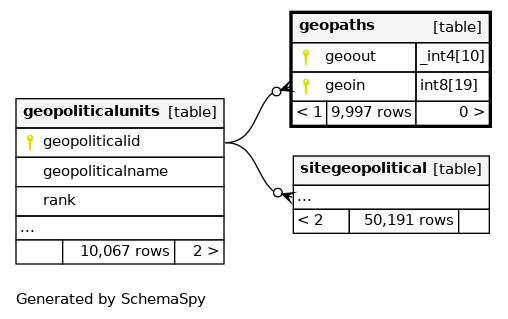 geopaths [table]
geoout _int4[10]
geoin int8[19]
< 1 9,997 rows 0 >
geopoliticalunits [table]
geopoliticalid
geopoliticalname
rank
...
10,067 rows 2 >
sitegeopolitical [table]
...
< 2 50,191 rows
Generated by SchemaSpy